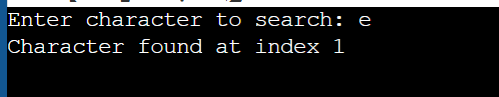 Enter character to search: e
Character found at index 1